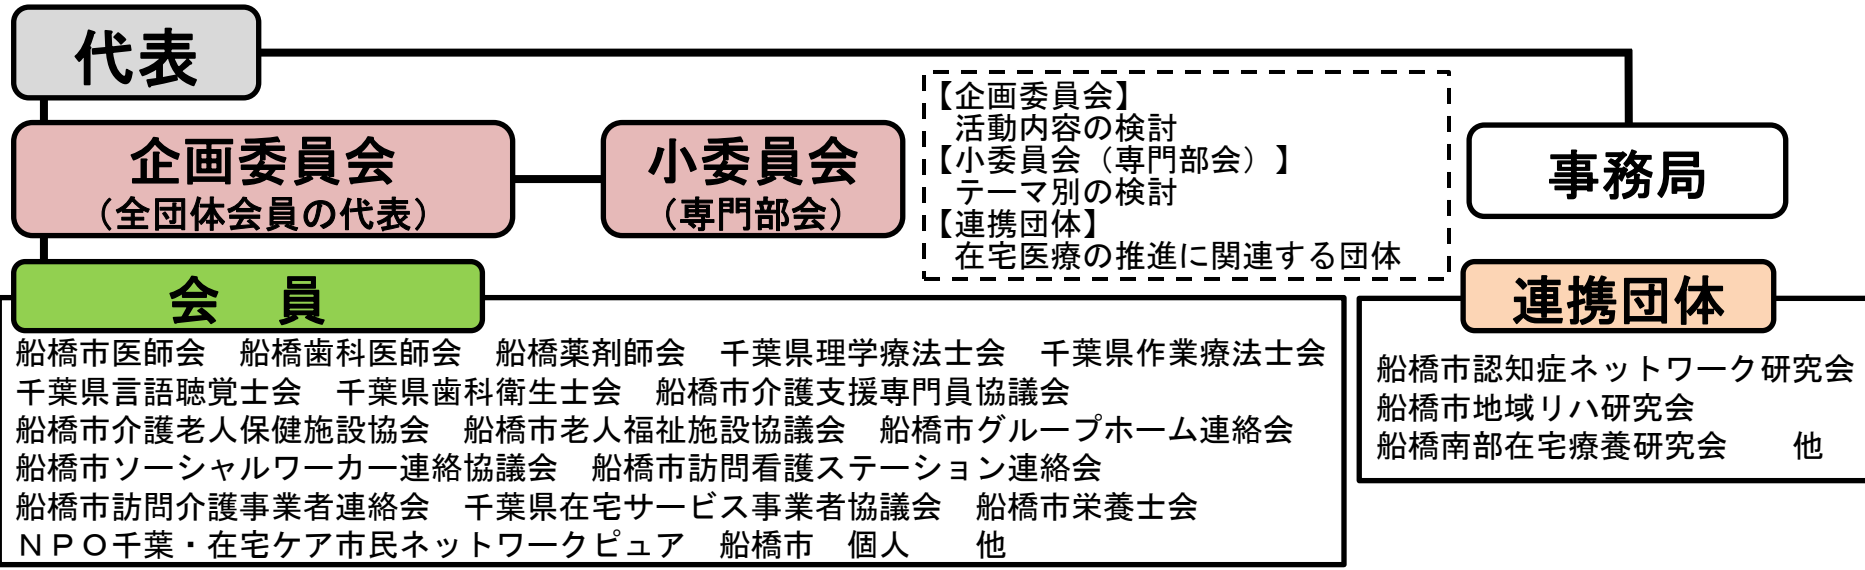 代表
企画委員会
（全団体会員の代表）
小委員会
（専門部会）
【企画委員会】
活動内容の検討
【小委員会（専門部会）】
テーマ別の検討
【連携団体】
在宅医療の推進に関連する団体
事務局
会　員
船橋市医師会　船橋歯科医師会　船橋薬剤師会　千葉県理学療法士会　千葉県作業療法士会
千葉県言語聴覚士会　千葉県歯科衛生士会　船橋市介護支援専門員協議会
船橋市介護老人保健施設協会　船橋市老人福祉施設協議会　船橋市グループホーム連絡会
船橋市ソーシャルワーカー連絡協議会　船橋市訪問看護ステーション連絡会
船橋市訪問介護事業者連絡会　千葉県在宅サービス事業者協議会　船橋市栄養士会
ＮＰＯ千葉・在宅ケア市民ネットワークピュア　船橋市　個人　　他
連携団体
船橋市認知症ネットワーク研究会
船橋市地域リハ研究会
船橋南部在宅療養研究会　　他